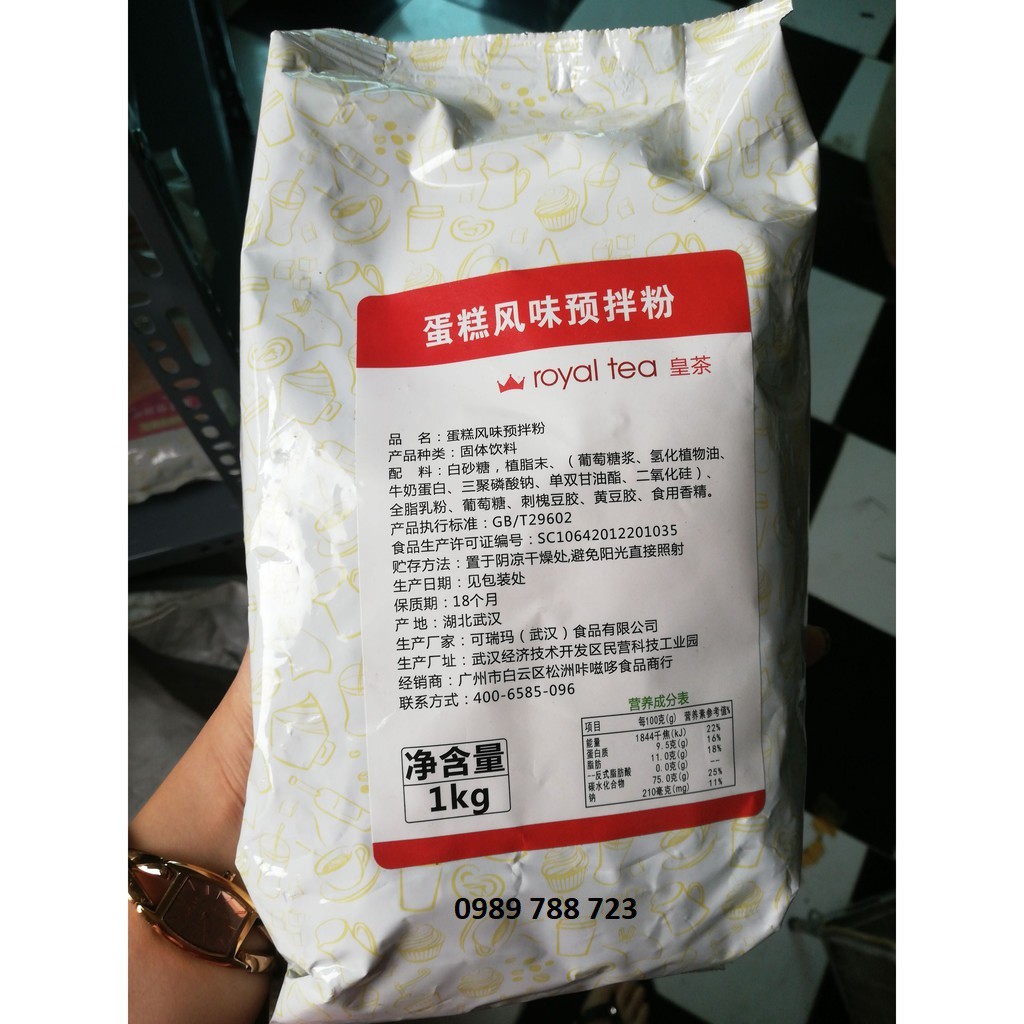 蛋糕风味预拌粉
royal tea 皇茶
品 名：蛋糕风味预拌粉
产品种类：固体饮料
配 料：白砂糖，植脂末、（葡萄糖浆、氢化植物油、
牛奶蛋白、三聚磷酸钠、单双甘油酯、二氧化硅）、
全脂乳粉、葡萄糖、刺槐豆胶、黄豆胶、食用香精。
产品执行标准：GB/T29602
食品生产许可证编号：SC10642012201035
贮存方法：置于阴凉干燥处,避免阳光直接照射
生产日期：见包装处
保质期：18个月
产 地：湖北武汉
生产厂家：可瑞玛（武汉）食品有限公司
生产厂址：武汉经济技术开发区民营科技工业园
经销商：广州市白云区松洲咔滋哆食品商行
联系方式：400-6585-096
营养成分表
项目 每100克(g) 营养素参考值%
能量 1844千焦(kJ) 22%
蛋白质 9.5克(g) 16%
脂肪 11.0克(g) 18%
--反式脂肪酸 0.0克(g) --
碳水化合物 75.0克(g) 25%
钠 210毫克(mg) 11%
净含量
1kg
0989 788 723